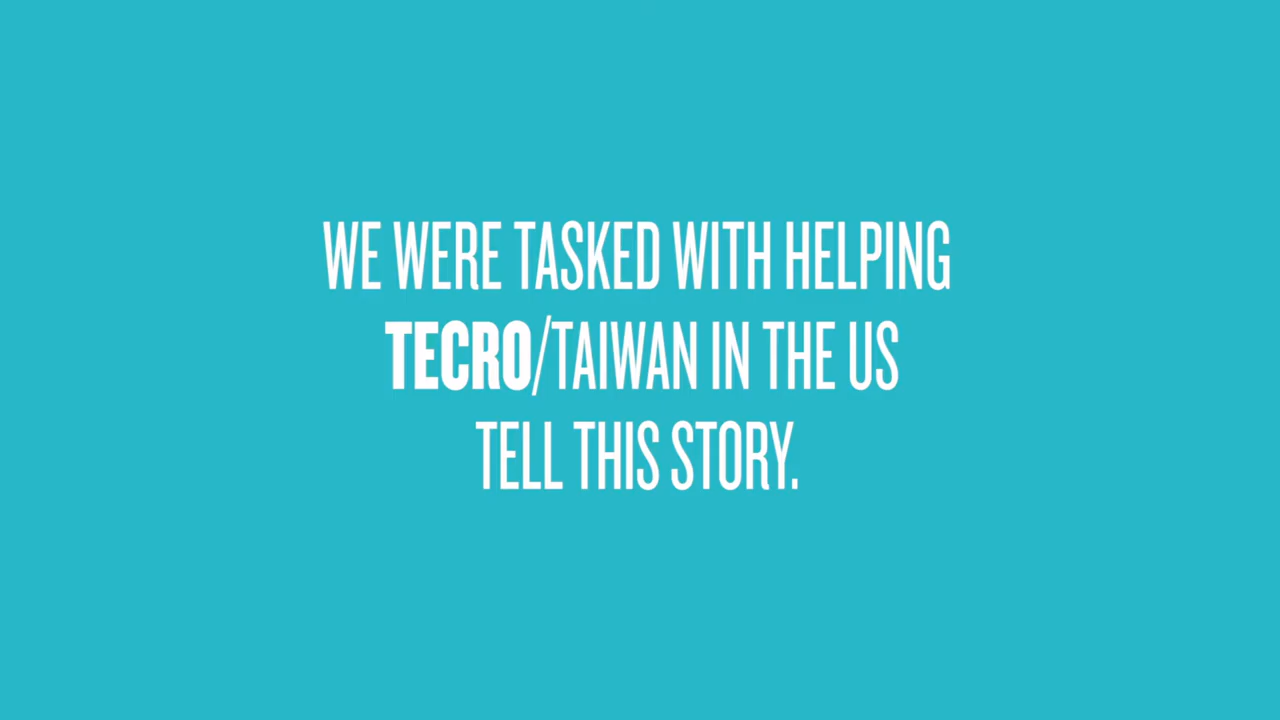 WE WERE TASKED WITH HELPING
TECRO/TAIWAN IN THE US
TELL THIS STORY.